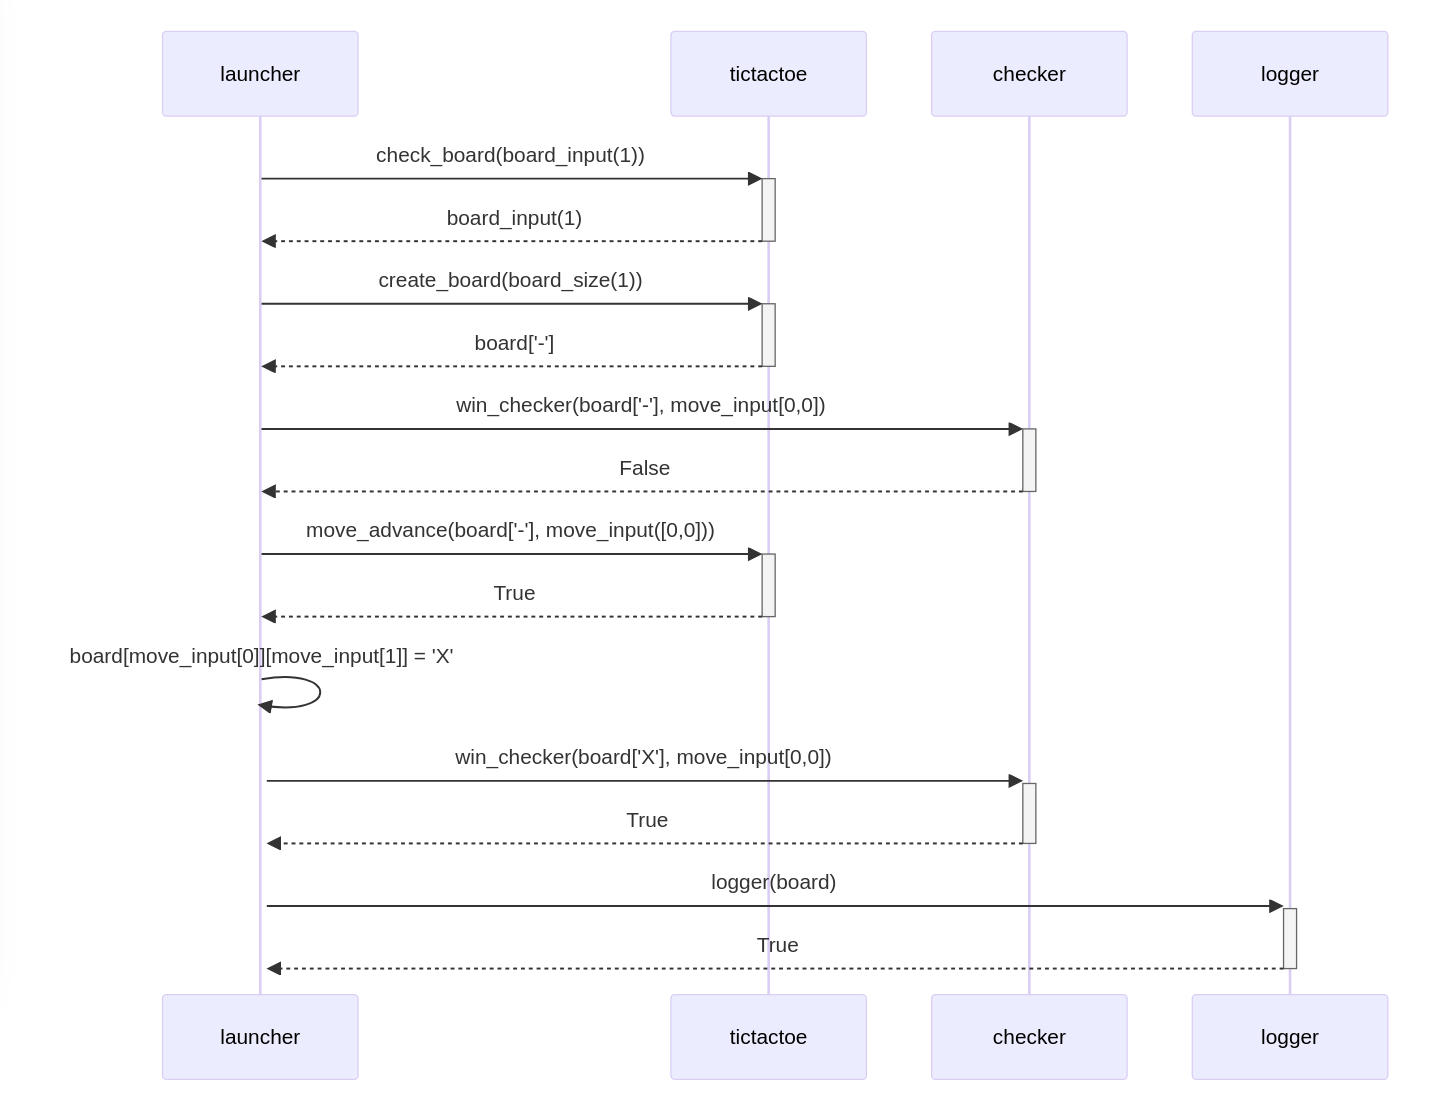 launcher
tictactoe
checker
logger
check_board(board_input(1))
board_input(1)
create_board(board_size(1))
board['-']
win_checker(board['-'], move_input[0,0])
False
move_advance(board['-'], move_input([0,0]))
True
board[move_input[0]][move_input[1]] = 'X'
win_checker(board['X'], move_input[0,0])
True
logger(board)
True
launcher
tictactoe
checker
logger